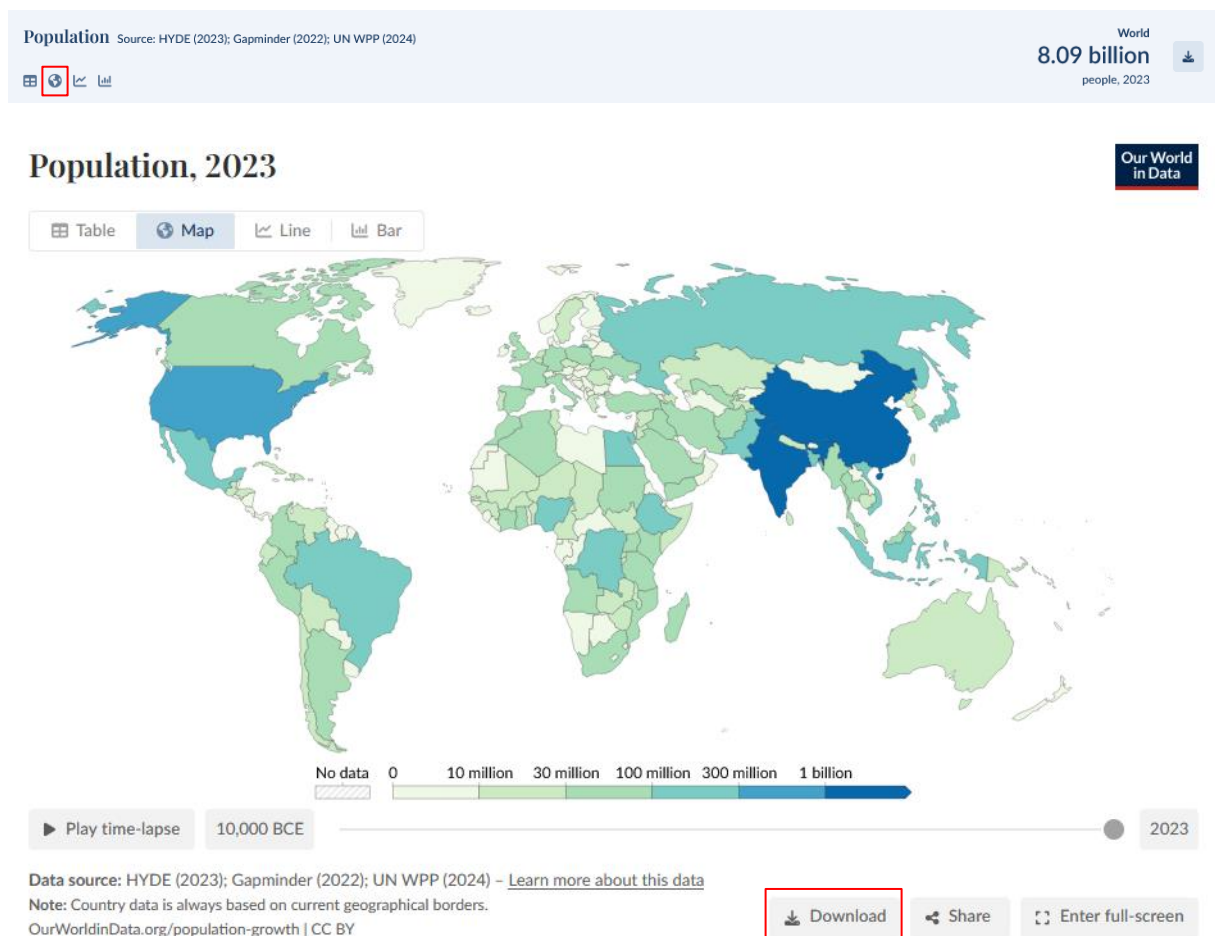 Population Source: HYDE (2023); Gapminder (2022); UN WPP (2024)
World
8.09 billion
people, 2023
Population, 2023
Our World
in Data
Table Map Line Bar
No data 0 10 million 30 million 100 million 300 million 1 billion
Play time-lapse 10,000 BCE 2023
Data source: HYDE (2023); Gapminder (2022); UN WPP (2024) – Learn more about this data
Note: Country data is always based on current geographical borders.
OurWorldinData.org/population-growth | CC BY
Download Share Enter full-screen